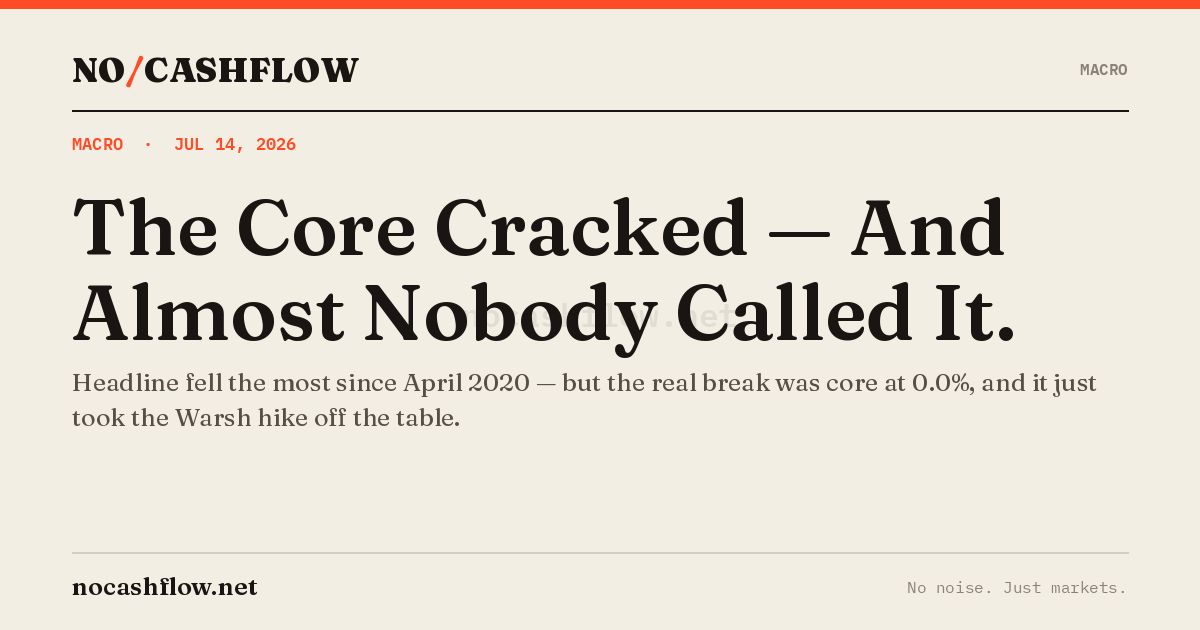 NO/CASHFLOW
MACRO
MACRO · JUL 14, 2026
The Core Cracked — And
Almost Nobody Called It.
nocashflow.net
Headline fell the most since April 2020 — but the real break was core at 0.0%, and it just
took the Warsh hike off the table.
nocashflow.net
No noise. Just markets.